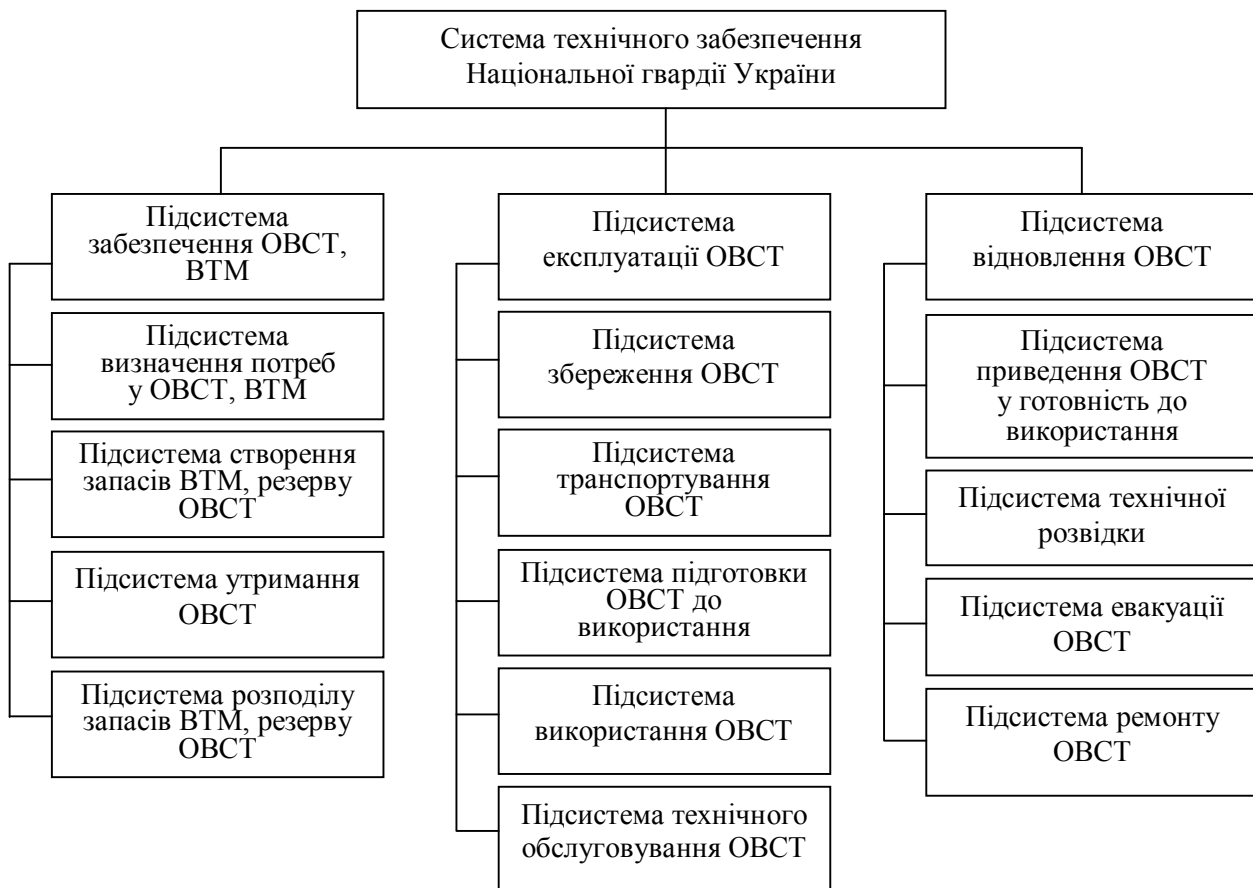 Система технічного забезпечення
Національної гвардії України
Підсистема
забезпечення ОВСТ,
ВТМ
Підсистема
визначення потреб
у ОВСТ, ВТМ
Підсистема створення
запасів ВТМ, резерву
ОВСТ
Підсистема утримання
ОВСТ
Підсистема розподілу
запасів ВТМ, резерву
ОВСТ
Підсистема
експлуатації ОВСТ
Підсистема
збереження ОВСТ
Підсистема
транспортування
ОВСТ
Підсистема підготовки
ОВСТ до
використання
Підсистема
використання ОВСТ
Підсистема технічного
обслуговування ОВСТ
Підсистема
відновлення ОВСТ
Підсистема
приведення ОВСТ
у готовність до
використання
Підсистема технічної
розвідки
Підсистема евакуації
ОВСТ
Підсистема ремонту
ОВСТ